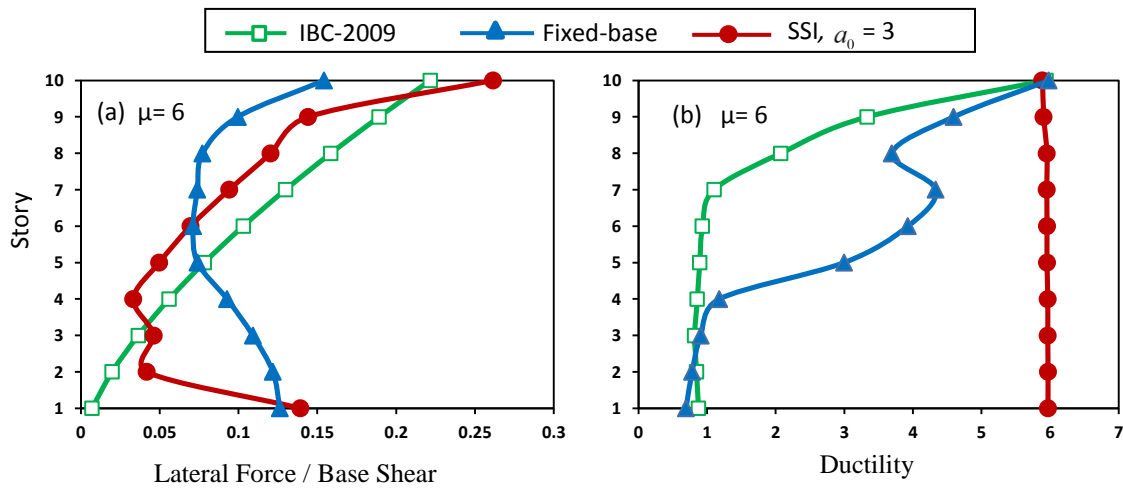 IBC-2009 Fixed-base SSI, a0 = 3
(a) μ= 6
Story
10
9
8
7
6
5
4
3
2
1
0 0.05 0.1 0.15 0.2 0.25 0.3
Lateral Force / Base Shear
(b) μ= 6
10
9
8
7
6
5
4
3
2
1
0 1 2 3 4 5 6 7
Ductility